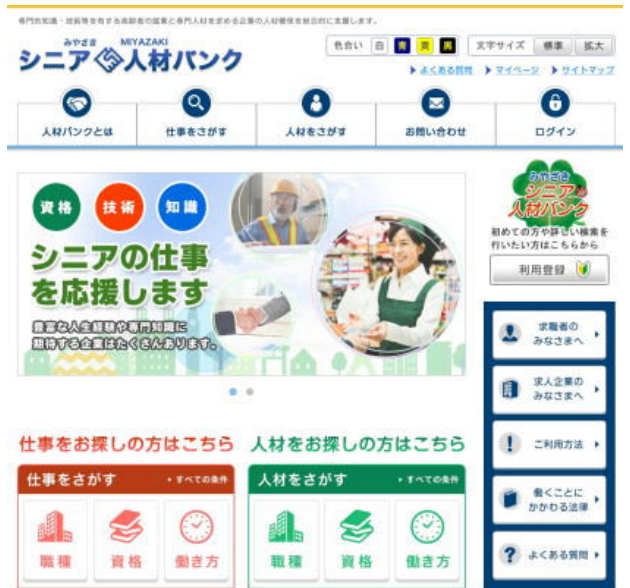 専門的知識・技術等を有する高齢者の就業と専門人材を求める企業の人材確保を総合的に支援します。
みやざき MIYAZAKI
シニア人材バンク
色合い 白 青 黄 黒 文字サイズ 標準 拡大
よくある質問 マイページ サイトマップ
人材バンクとは 仕事をさがす 人材をさがす お問い合わせ ログイン
資格 技術 知識
シニアの仕事
を応援します
豊富な人生経験や専門知識に
期待する企業はたくさんあります。
みやざき
シニア
人材バンク
初めての方や詳しい検索を
行いたい方はこちらから
利用登録
求職者の
みなさまへ
求人企業の
みなさまへ
ご利用方法
働くことに
かかわる法律
よくある質問
仕事をお探しの方はこちら
仕事をさがす すべての条件
職種 資格 働き方
人材をお探しの方はこちら
人材をさがす すべての条件
職種 資格 働き方